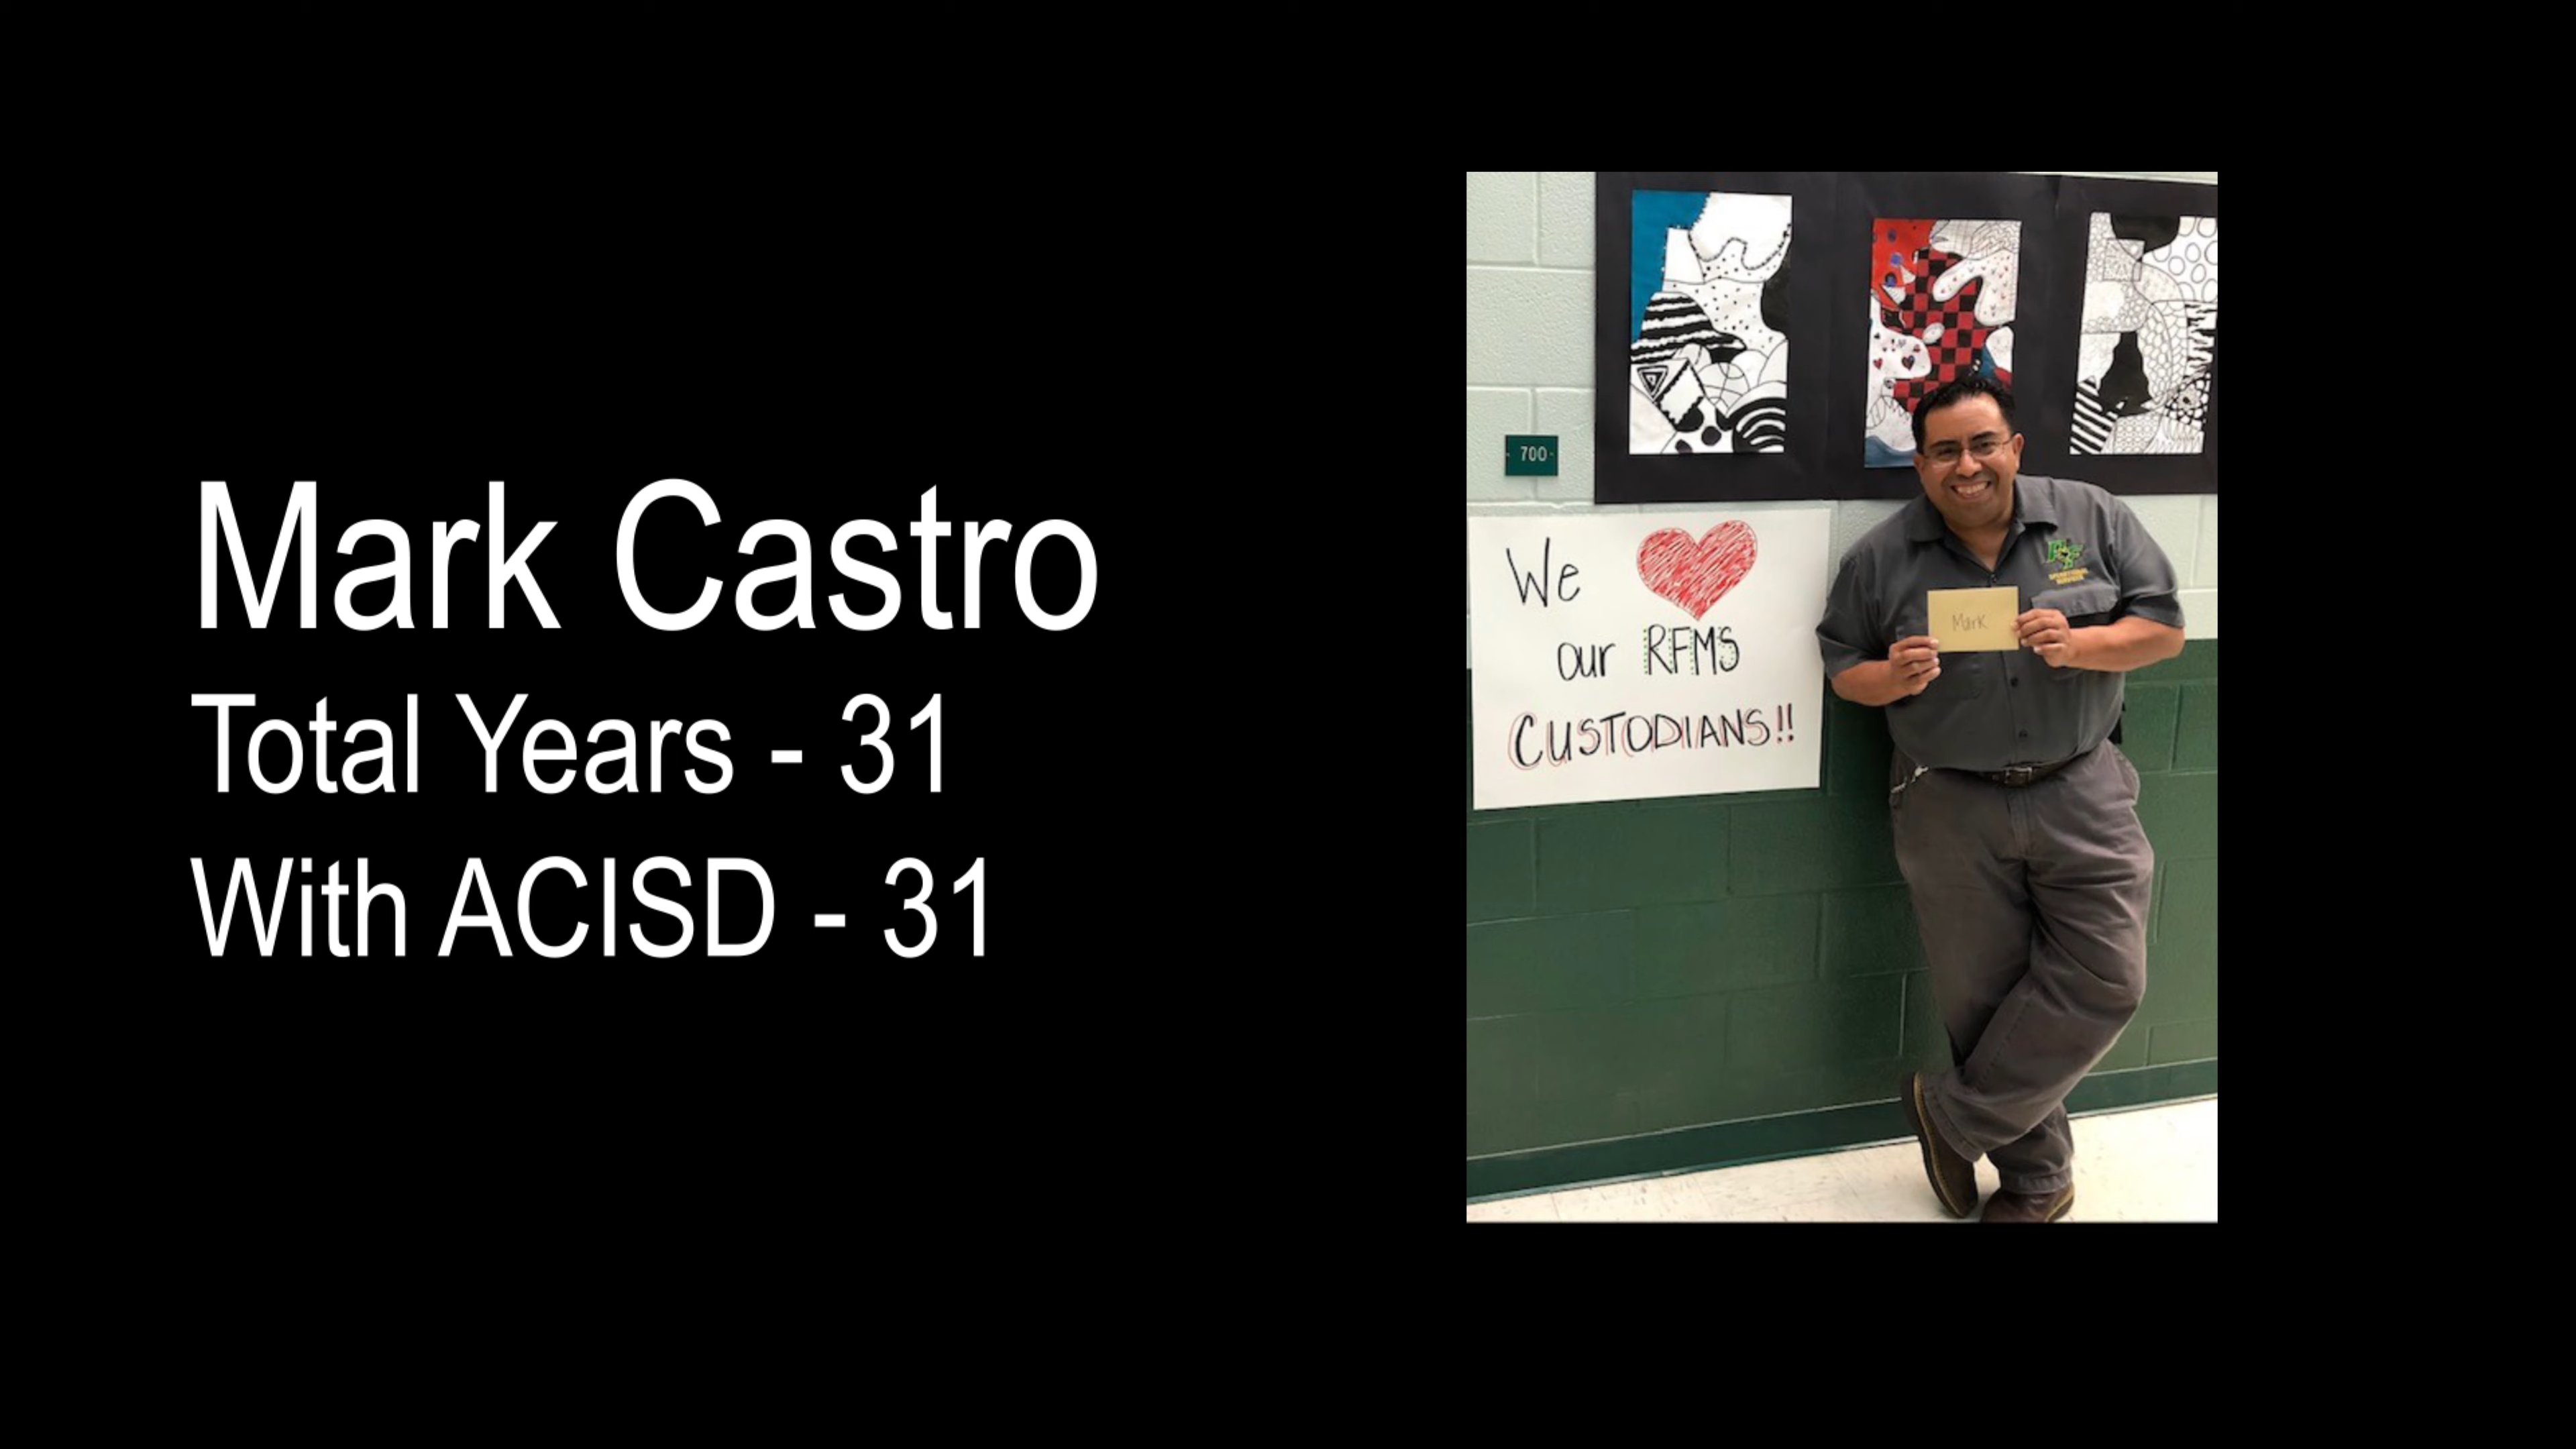 Mark Castro
Total Years - 31
With ACISD - 31
700
We
our RFMS
CUSTODIANS!!
Mark